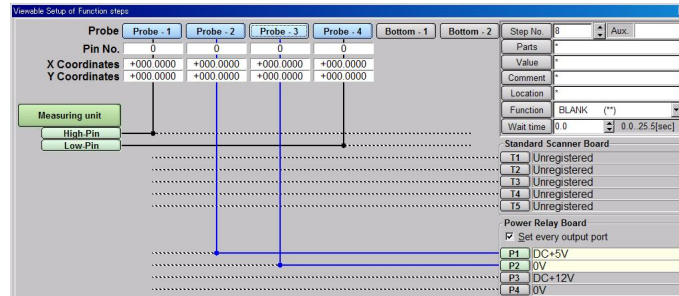 Viewable Setup of Function steps
Probe Probe - 1 Probe - 2 Probe - 3 Probe - 4 Bottom - 1 Bottom - 2
Pin No. 0 0 0 0
X Coordinates +000.0000 +000.0000 +000.0000 +000.0000
Y Coordinates +000.0000 +000.0000 +000.0000 +000.0000
Measuring unit
High-Pin
Low-Pin
Step No. 8 Aux.
Parts *
Value *
Comment *
Location *
Function BLANK (**)
Wait time 0.0 0.0..25.5[sec]
Standard Scanner Board
T1 Unregistered
T2 Unregistered
T3 Unregistered
T4 Unregistered
T5 Unregistered
Power Relay Board
Set every output port
P1 DC+5V
P2 0V
P3 DC+12V
P4 0V